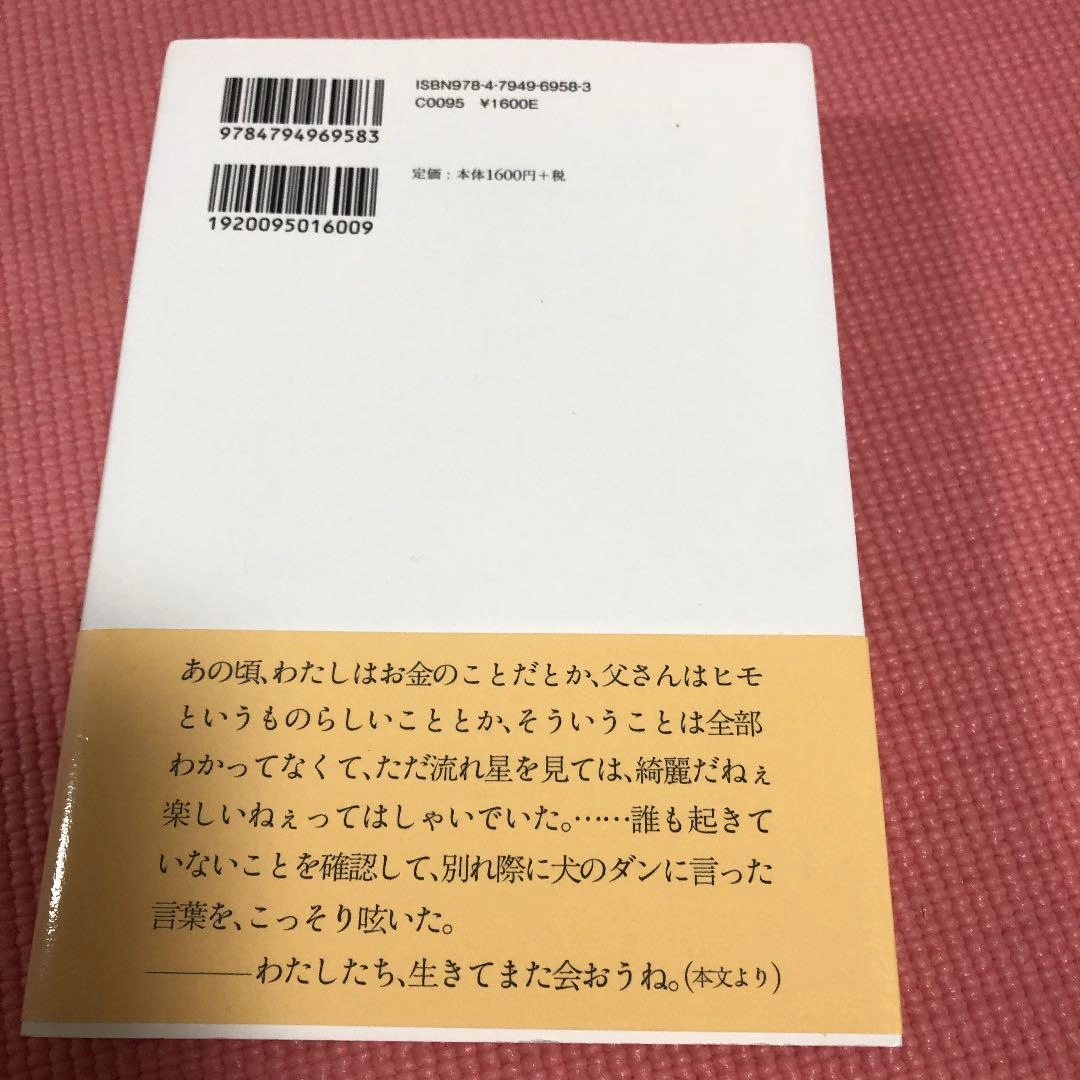 ISBN978-4-7949-6958-3
C0095 ¥1600E
9784794969583
定価：本体1600円＋税
1920095016009
あの頃、わたしはお金のことだとか、父さんはヒモ
というものらしいこととか、そういうことは全部
わかってなくて、ただ流れ星を見ては、綺麗だねぇ
楽しいねぇってはしゃいでいた。……誰も起きて
いないことを確認して、別れ際に犬のダンに言った
言葉を、こっそり呟いた。
――わたしたち、生きてまた会おうね。(本文より)